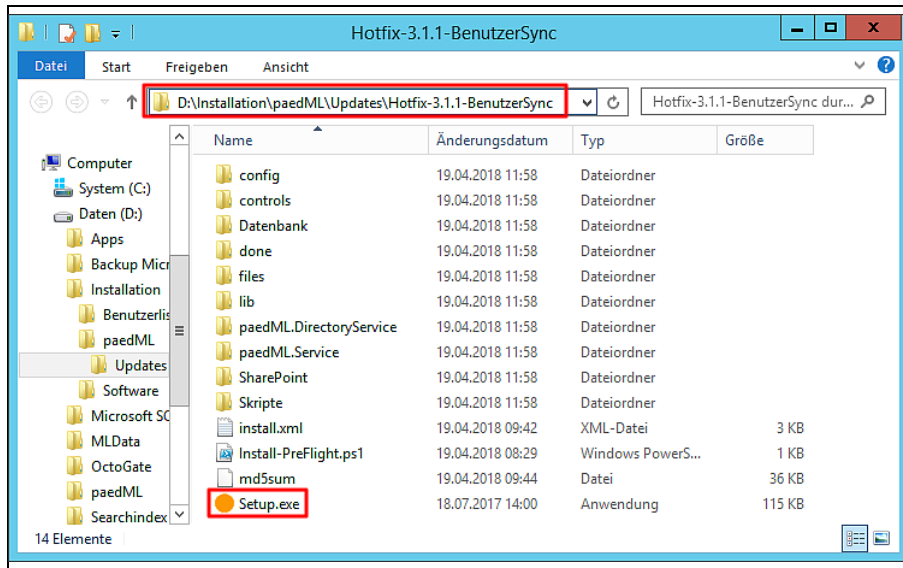 Hotfix-3.1.1-BenutzerSync
Datei Start Freigeben Ansicht
D:\Installation\paedML\Updates\Hotfix-3.1.1-BenutzerSync Hotfix-3.1.1-BenutzerSync dur...
Name Änderungsdatum Typ Größe
Computer
System (C:)
Daten (D:)
Apps
Backup Micr
Installation
Benutzerlis
paedML
Updates
Software
Microsoft SC
MLData
OctoGate
paedML
Searchindex
config 19.04.2018 11:58 Dateiordner
controls 19.04.2018 11:58 Dateiordner
Datenbank 19.04.2018 11:58 Dateiordner
done 19.04.2018 11:58 Dateiordner
files 19.04.2018 11:58 Dateiordner
lib 19.04.2018 11:58 Dateiordner
paedML.DirectoryService 19.04.2018 11:58 Dateiordner
paedML.Service 19.04.2018 11:58 Dateiordner
SharePoint 19.04.2018 11:58 Dateiordner
Skripte 19.04.2018 11:58 Dateiordner
install.xml 19.04.2018 09:42 XML-Datei 3 KB
Install-PreFlight.ps1 19.04.2018 08:29 Windows PowerS... 1 KB
md5sum 19.04.2018 09:44 Datei 36 KB
Setup.exe 18.07.2017 14:00 Anwendung 115 KB
14 Elemente